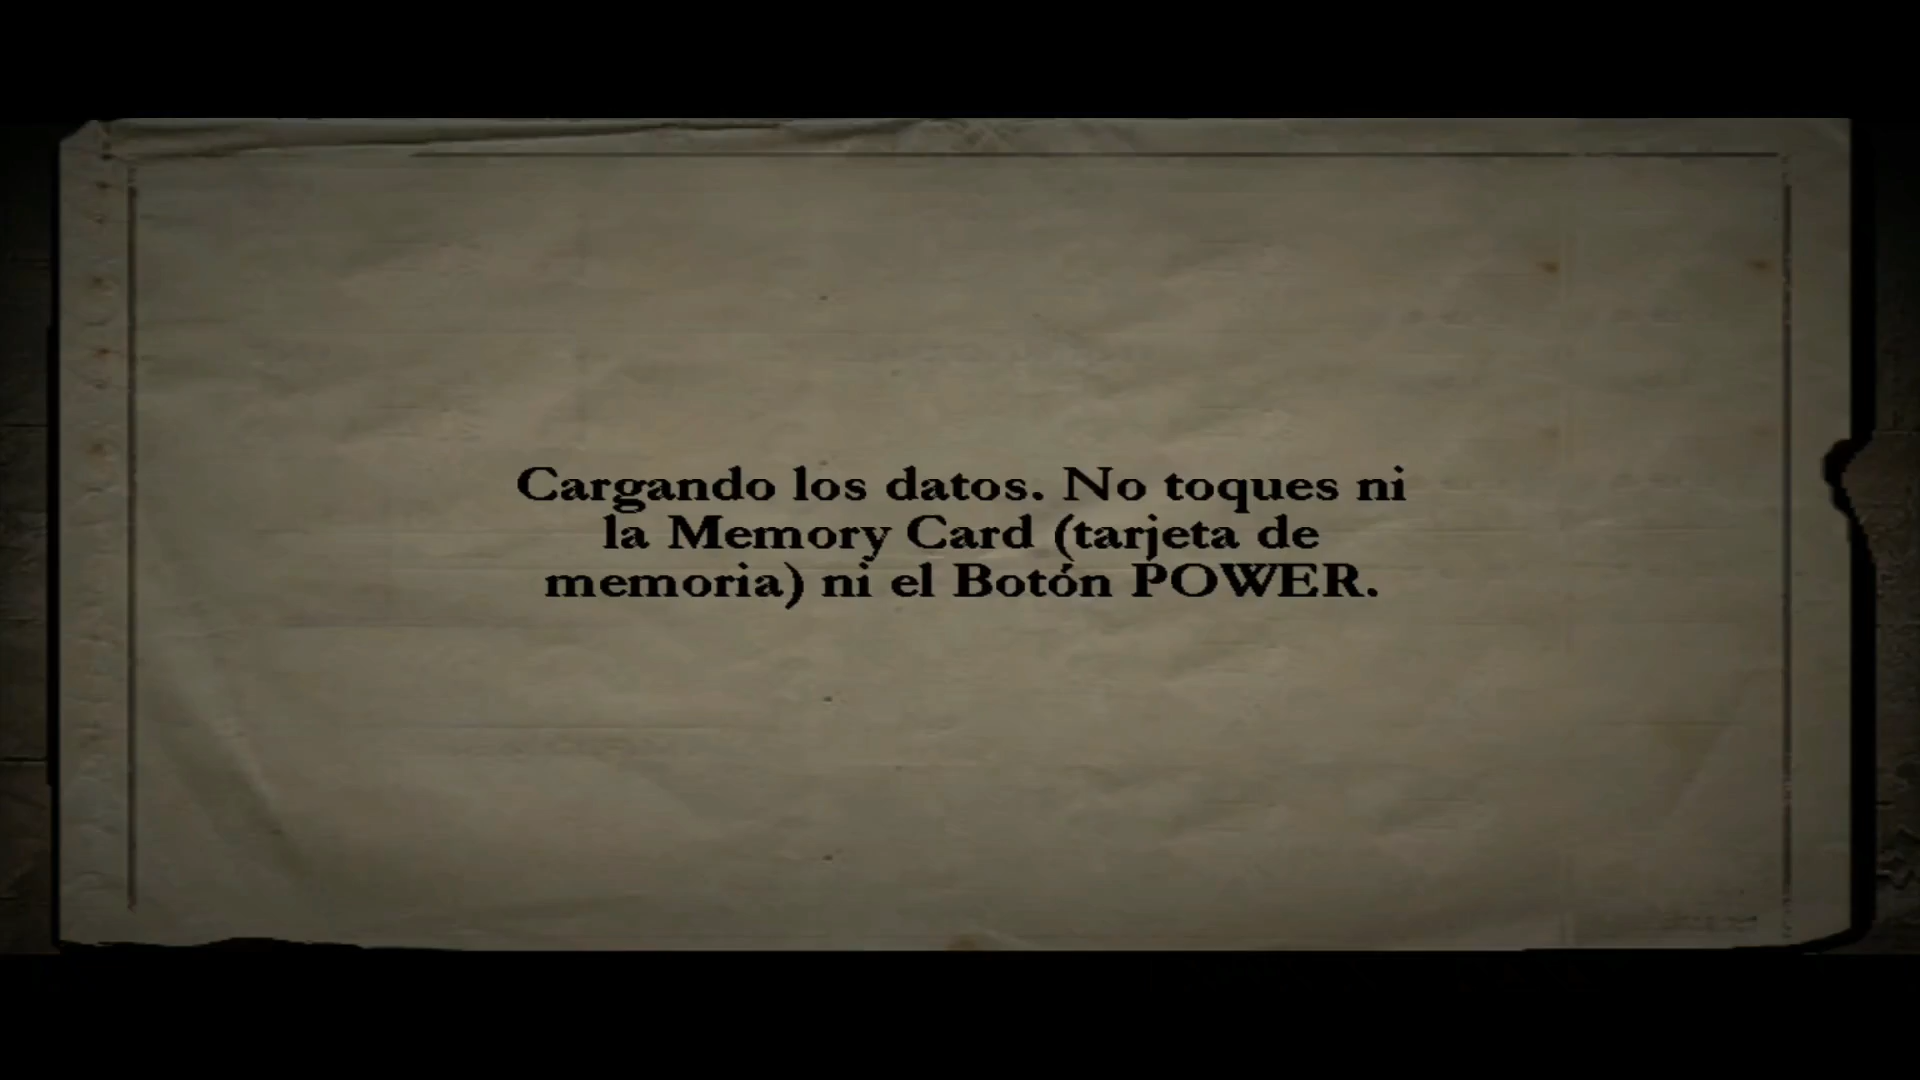 Cargando los datos. No toques ni
la Memory Card (tarjeta de
memoria) ni el Botón POWER.